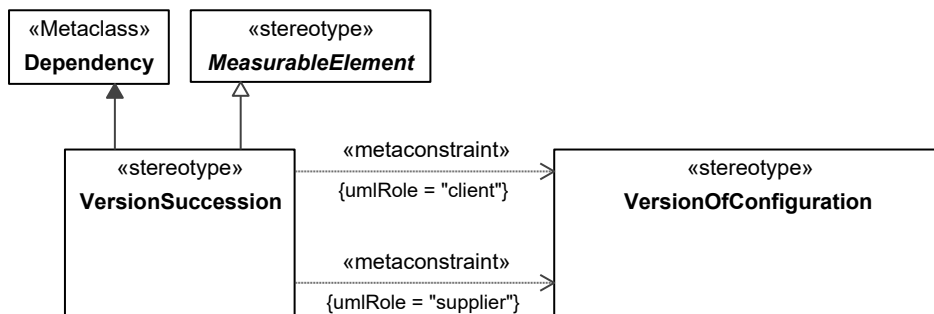 «Metaclass»
Dependency
«stereotype»
MeasurableElement
«stereotype»
VersionSuccession
«metaconstraint»
{umlRole = "client"}
«metaconstraint»
{umlRole = "supplier"}
«stereotype»
VersionOfConfiguration